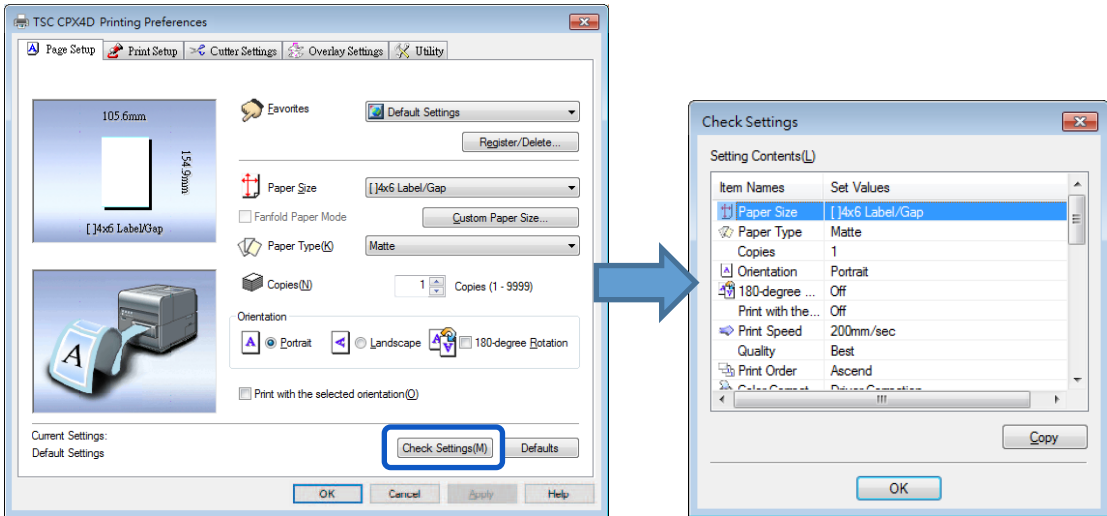 TSC CPX4D Printing Preferences
Page Setup Print Setup Cutter Settings Overlay Settings Utility
105.6mm
154.9mm
[ ]4x6 Label/Gap
Favorites Default Settings
Register/Delete...
Paper Size [ ]4x6 Label/Gap
Fanfold Paper Mode Custom Paper Size...
Paper Type(K) Matte
Copies(N) 1 Copies (1 - 9999)
Orientation
A Portrait A Landscape A A 180-degree Rotation
Print with the selected orientation(O)
A
Current Settings:
Default Settings
Check Settings(M) Defaults
OK Cancel Apply Help
Check Settings
Setting Contents(L)
Item Names Set Values
Paper Size [ ]4x6 Label/Gap
Paper Type Matte
Copies 1
Orientation Portrait
180-degree ... Off
Print with the... Off
Print Speed 200mm/sec
Quality Best
Print Order Ascend
Copy
OK